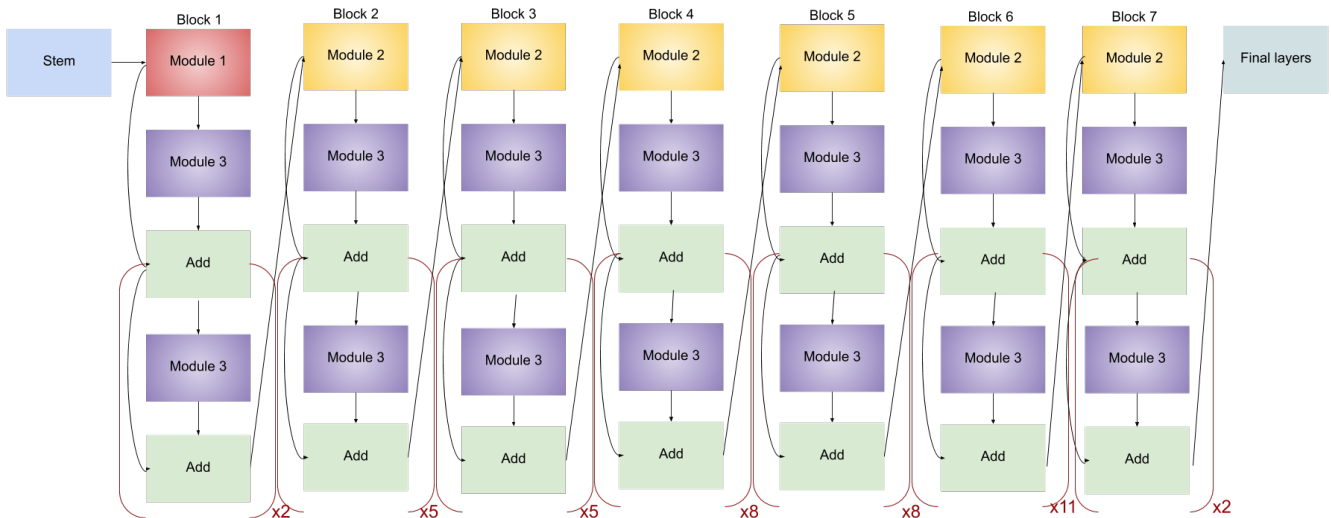 Block 1
Block 2
Block 3
Block 4
Block 5
Block 6
Block 7
Stem
Module 1
Module 2
Module 2
Module 2
Module 2
Module 2
Module 2
Final layers
Module 3
Module 3
Module 3
Module 3
Module 3
Module 3
Module 3
Add
Add
Add
Add
Add
Add
Add
Module 3
Module 3
Module 3
Module 3
Module 3
Module 3
Module 3
Add
Add
Add
Add
Add
Add
Add
x2
x5
x5
x8
x8
x11
x2